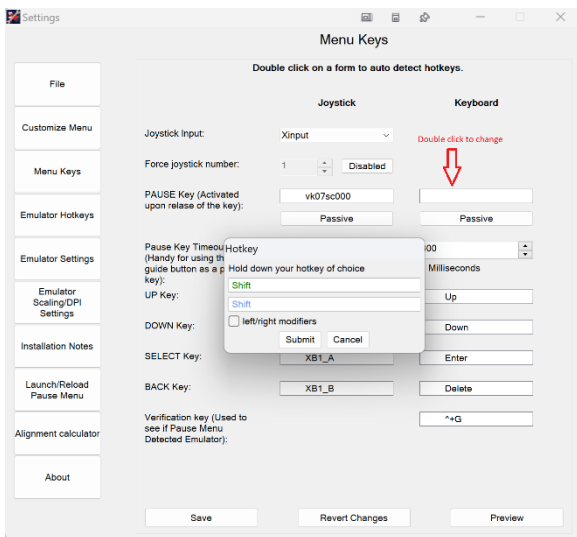 Settings
Menu Keys
Double click on a form to auto detect hotkeys.
File
Joystick
Keyboard
Customize Menu
Joystick Input:
Xinput
Double click to change
Menu Keys
Force joystick number:
1
Disabled
PAUSE Key (Activated
upon relase of the key):
vk07sc000
Passive
Passive
Emulator Hotkeys
Pause Key Timeou
(Handy for using th
guide button as a p
key):
Milliseconds
Emulator Settings
Hotkey
Hold down your hotkey of choice
Shift
Shift
left/right modifiers
Submit
Cancel
Emulator
Scaling/DPI
Settings
UP Key:
Up
DOWN Key:
Down
Installation Notes
SELECT Key:
XB1_A
Enter
Launch/Reload
Pause Menu
BACK Key:
XB1_B
Delete
Alignment calculator
Verification key (Used to
see if Pause Menu
Detected Emulator):
^+G
About
Save
Revert Changes
Preview